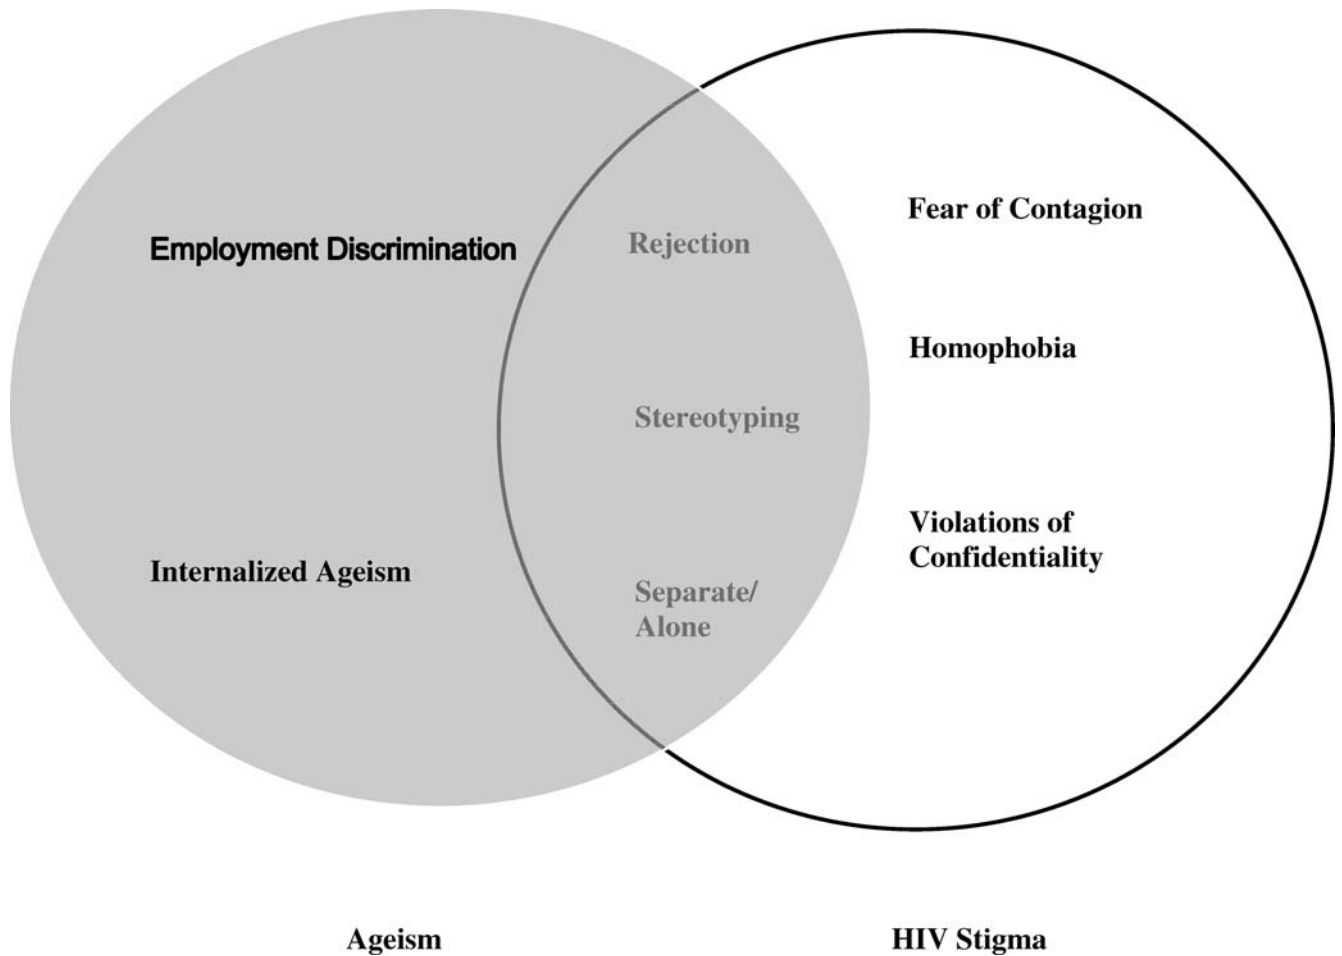 Employment Discrimination
Internalized Ageism
Rejection
Stereotyping
Separate/
Alone
Fear of Contagion
Homophobia
Violations of
Confidentiality
Ageism
HIV Stigma